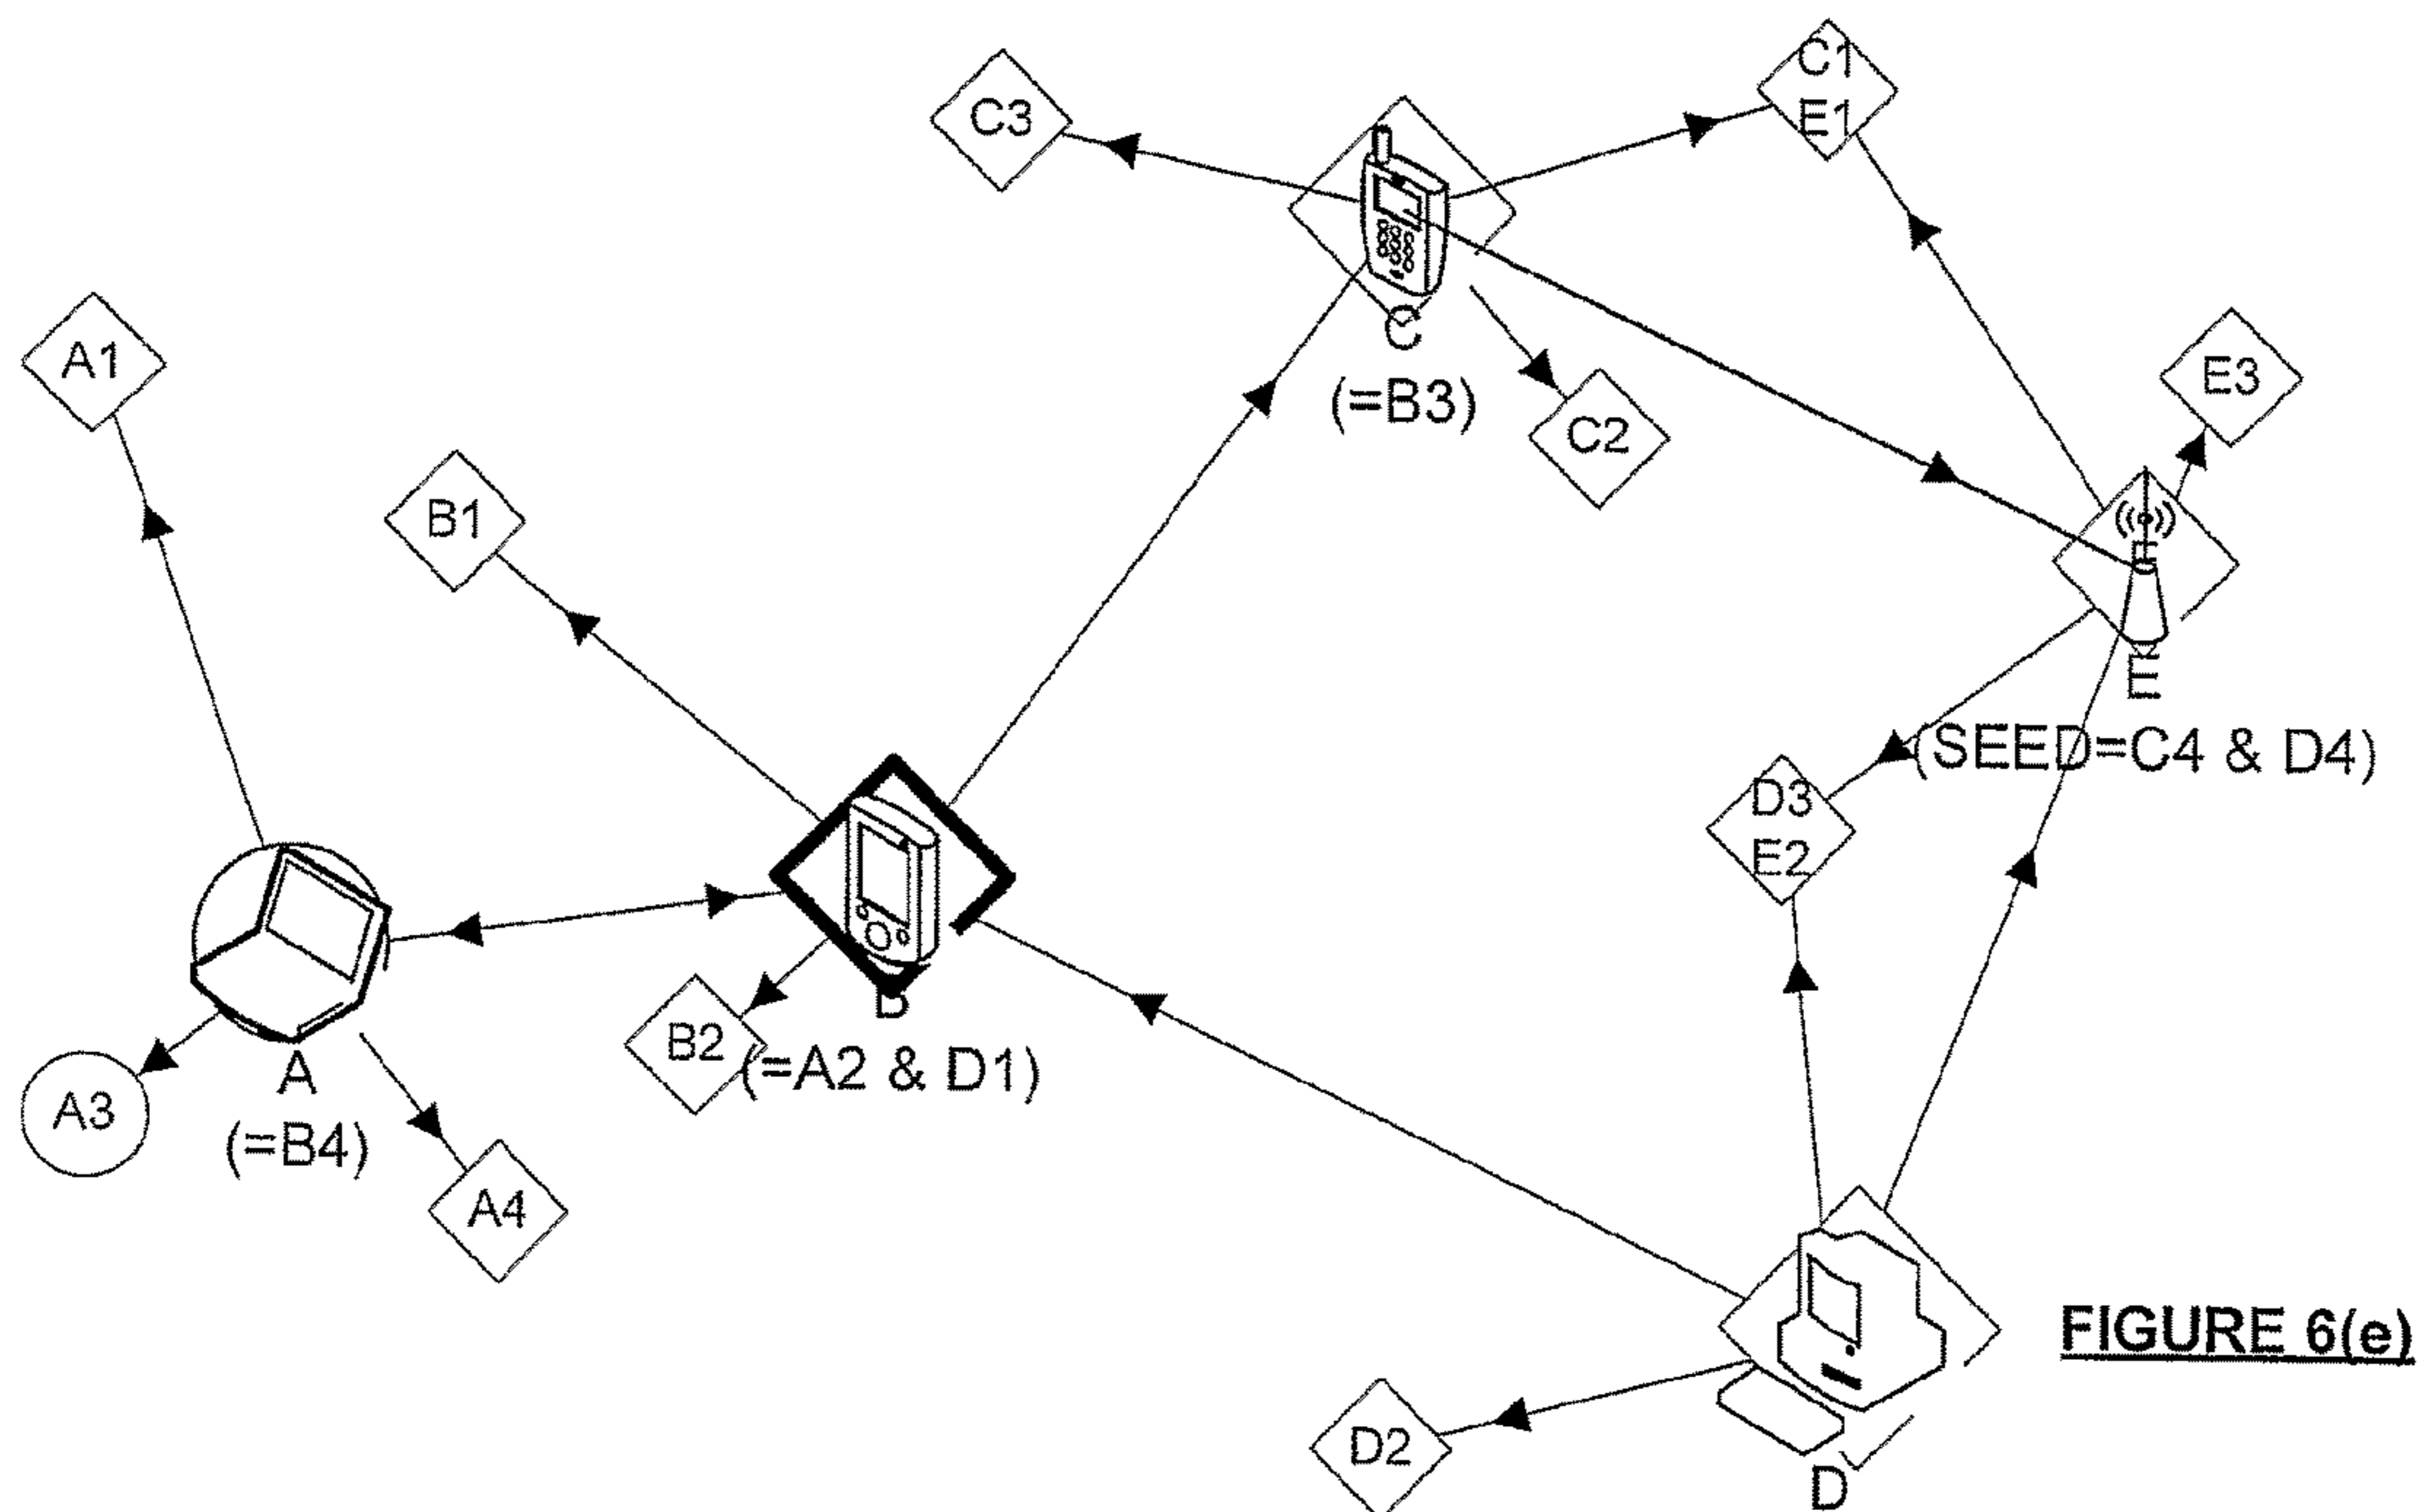 C1
E1
C3
C
(=B3)
E3
A1
C2
B1
E
E
(SEED=C4 & D4)
D3
E2
B
B2
(=A2 & D1)
A
(=B4)
A3
A4
FIGURE 6(e)
D2
D